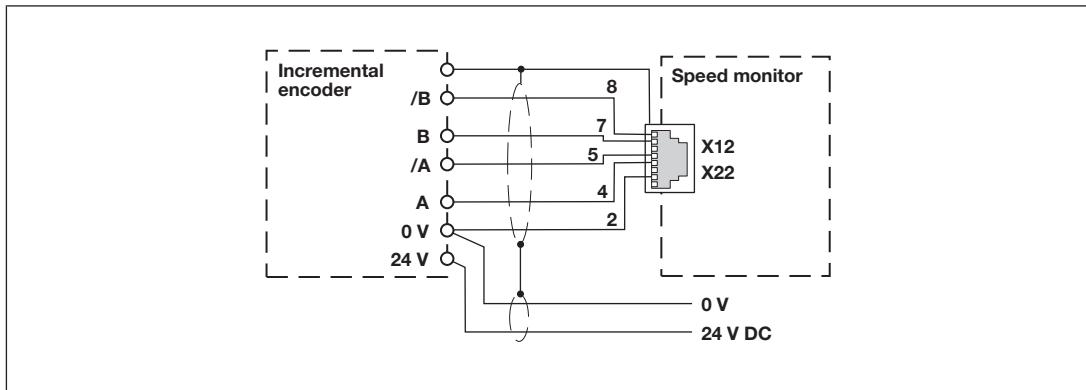 Incremental
encoder
Speed monitor
/B
8
B
7
/A
5
A
4
0 V
2
24 V
X12
X22
0 V
24 V DC